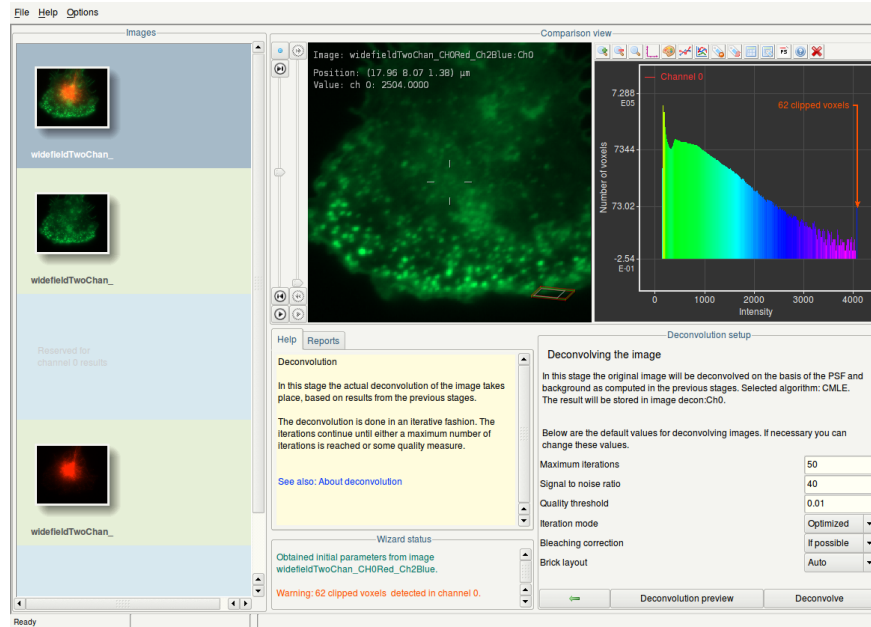 File Help Options
Images
widefieldTwoChan_
widefieldTwoChan_
Reserved for
channel 0 results
widefieldTwoChan_
Comparison view
Image: widefieldTwoChan_CH0Red_Ch2Blue:Ch0
Position: (17.96 8.07 1.38) µm
Value: ch 0: 2504.0000
FS
Channel 0
7.288
E05
62 clipped voxels
7344
Number of voxels
73.02
-2.54
E-01
0 1000 2000 3000 4000
Intensity
Help Reports
Deconvolution
In this stage the actual deconvolution of the image takes
place, based on results from the previous stages.
The deconvolution is done in an iterative fashion. The
iterations continue until either a maximum number of
iterations is reached or some quality measure.
See also: About deconvolution
Wizard status
Obtained initial parameters from image
widefieldTwoChan_CH0Red_Ch2Blue.
Warning: 62 clipped voxels detected in channel 0.
Deconvolution setup
Deconvolving the image
In this stage the original image will be deconvolved on the basis of the PSF and
background as computed in the previous stages. Selected algorithm: CMLE.
The result will be stored in image decon:Ch0.
Below are the default values for deconvolving images. If necessary you can
change these values.
Maximum iterations 50
Signal to noise ratio 40
Quality threshold 0.01
Iteration mode Optimized
Bleaching correction If possible
Brick layout Auto
Deconvolution preview Deconvolve
Ready